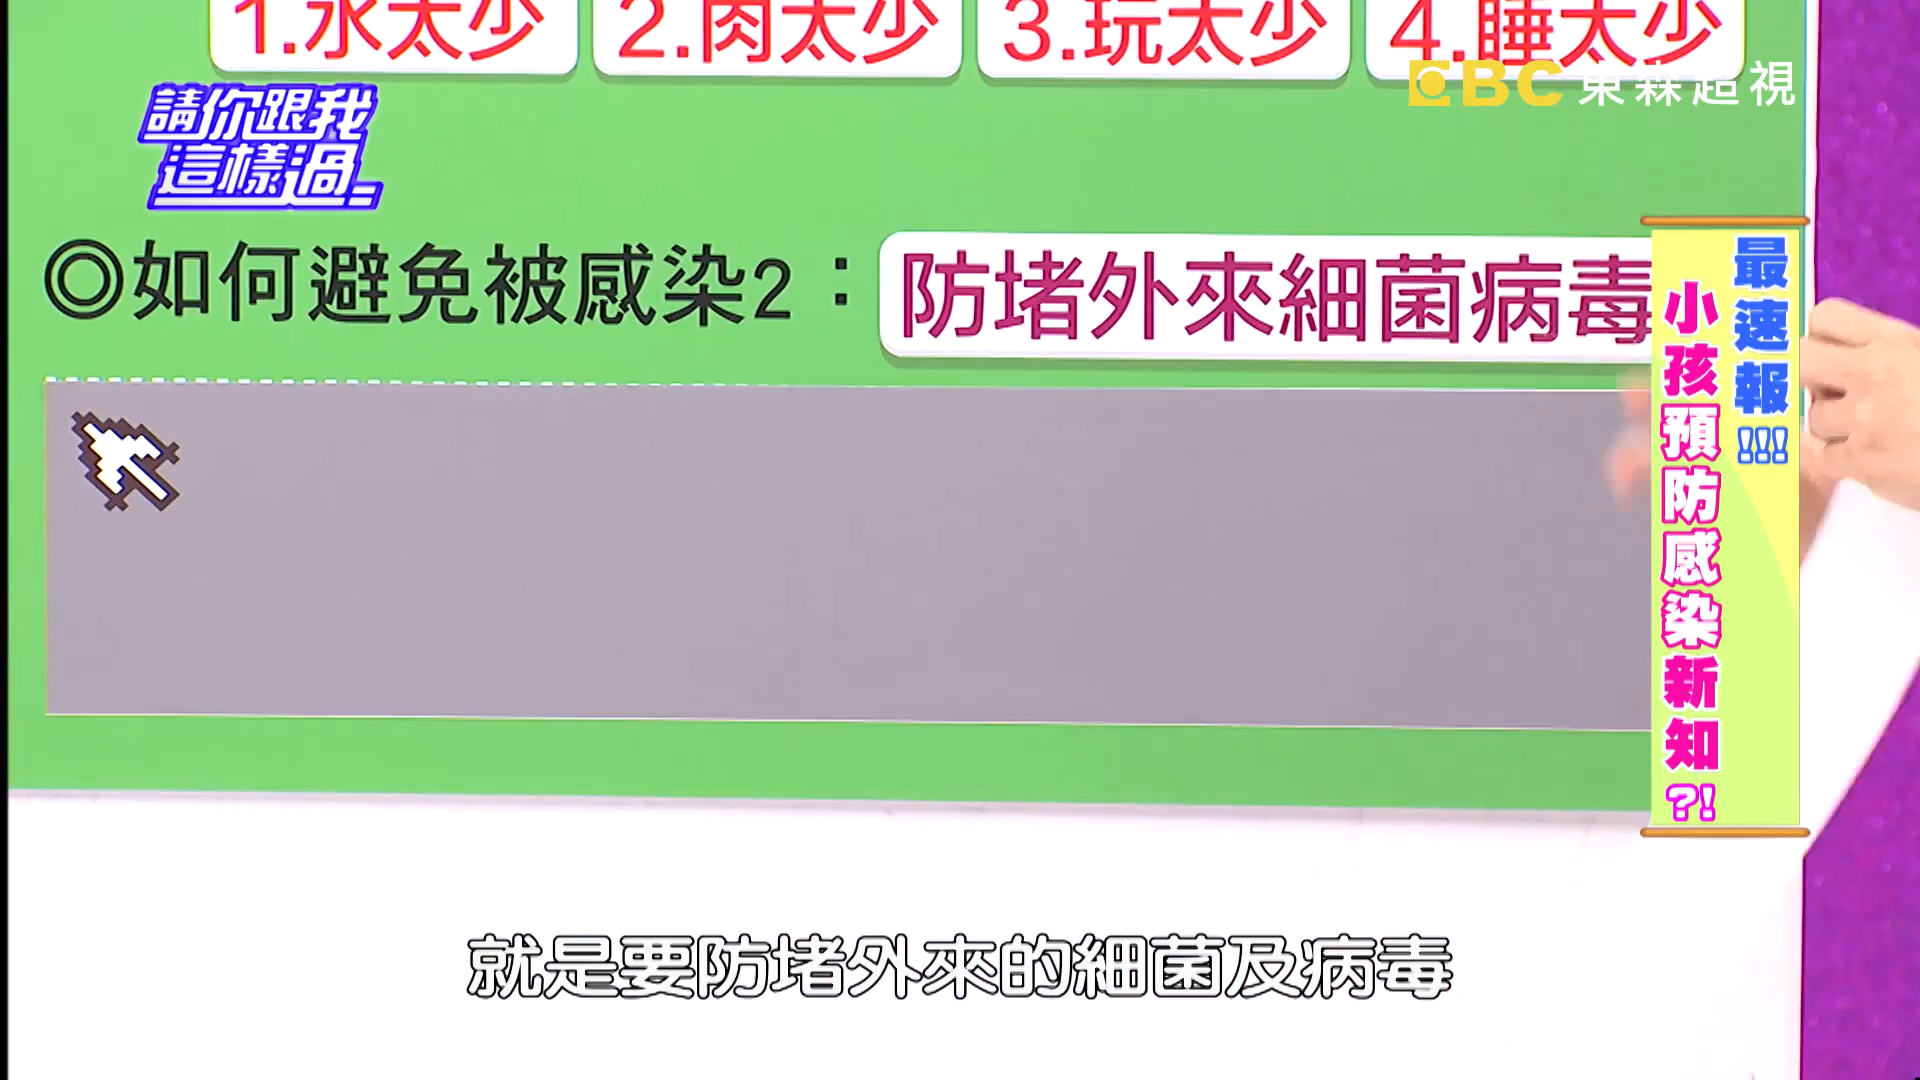 1.水太少
2.肉太少
3.玩太少
4.睡太少
EBC 東森超視
請你跟我
這樣過
◎如何避免被感染2：
防堵外來細菌病毒
最速報!!!
小孩預防感染新知?!
就是要防堵外來的細菌及病毒